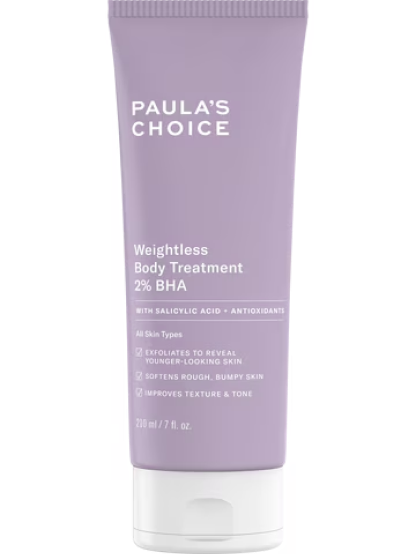 PAULA'S
CHOICE
Weightless
Body Treatment
2% BHA
WITH SALICYLIC ACID + ANTIOXIDANTS
All Skin Types
EXFOLIATES TO REVEAL
YOUNGER-LOOKING SKIN
SOFTENS ROUGH, BUMPY SKIN
IMPROVES TEXTURE & TONE
210 ml / 7 fl. oz.